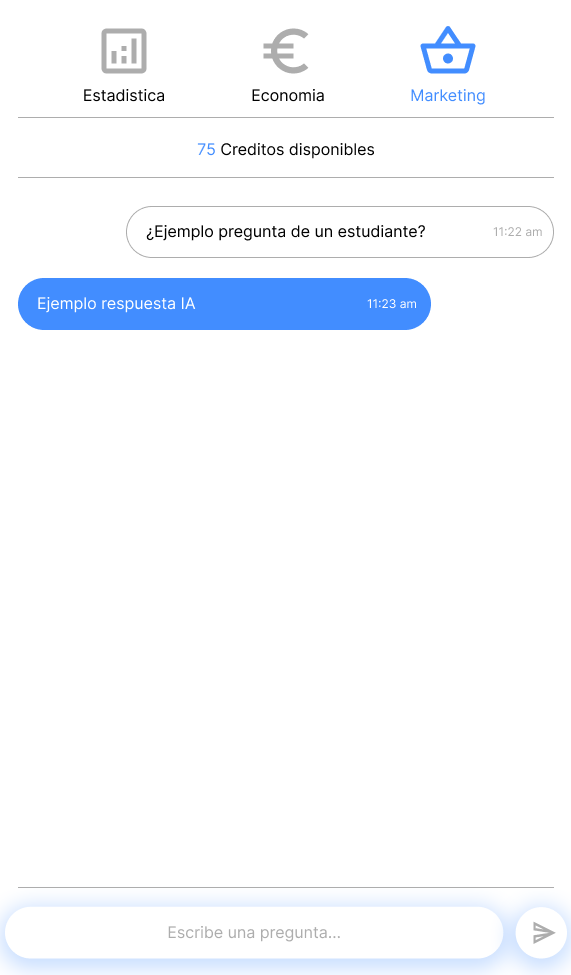 Estadistica Economia Marketing
75 Creditos disponibles
¿Ejemplo pregunta de un estudiante? 11:22 am
Ejemplo respuesta IA 11:23 am
Escribe una pregunta...